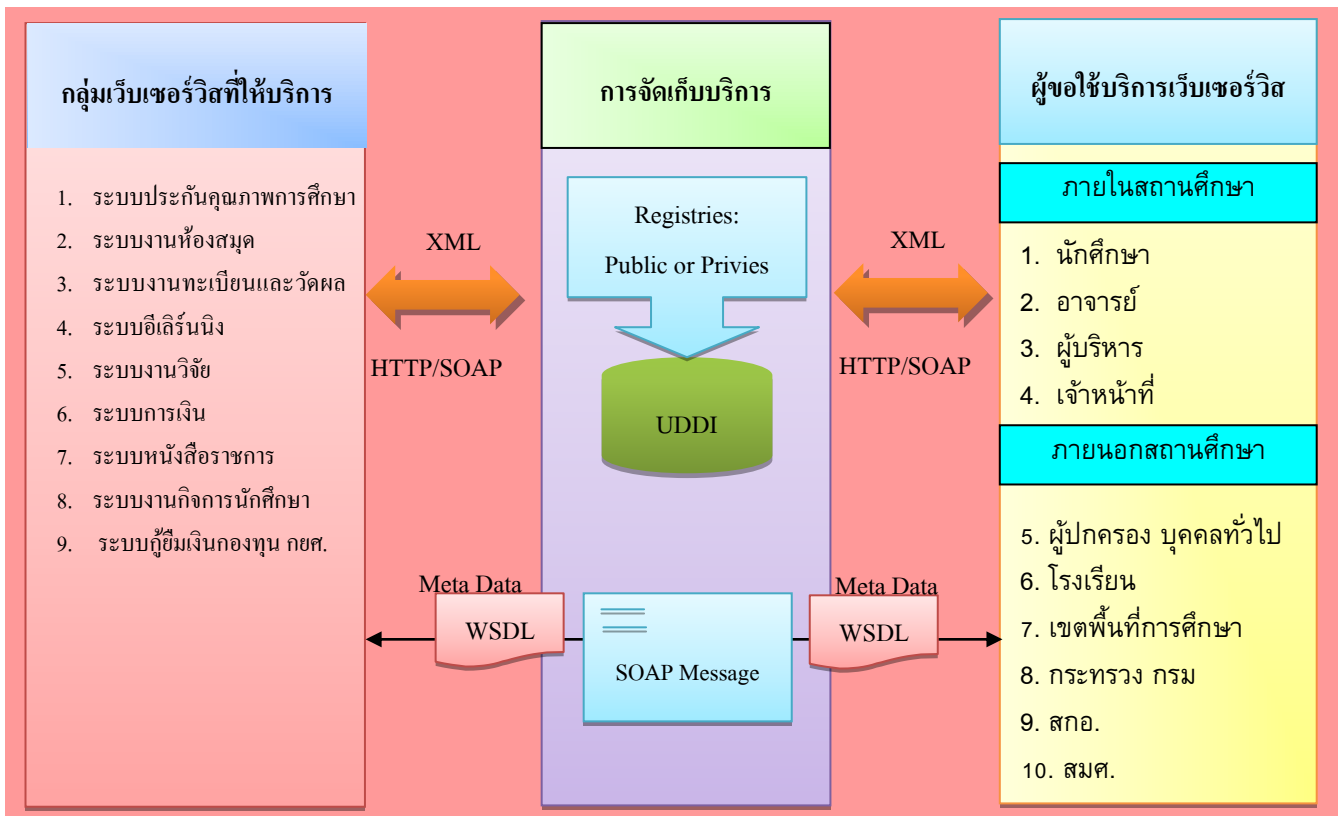 กลุ่มเว็บเซอร์วิสที่ให้บริการ
1. ระบบประกันคุณภาพการศึกษา
2. ระบบงานห้องสมุด
3. ระบบงานทะเบียนและวัดผล
4. ระบบอีเลิร์นนิง
5. ระบบงานวิจัย
6. ระบบการเงิน
7. ระบบหนังสือราชการ
8. ระบบงานกิจการนักศึกษา
9. ระบบกู้ยืมเงินกองทุน กยศ.
XML
HTTP/SOAP
Meta Data
WSDL
การจัดเก็บบริการ
Registries:
Public or Privies
UDDI
SOAP Message
XML
HTTP/SOAP
Meta Data
WSDL
ผู้ขอใช้บริการเว็บเซอร์วิส
ภายในสถานศึกษา
1. นักศึกษา
2. อาจารย์
3. ผู้บริหาร
4. เจ้าหน้าที่
ภายนอกสถานศึกษา
5. ผู้ปกครอง บุคคลทั่วไป
6. โรงเรียน
7. เขตพื้นที่การศึกษา
8. กระทรวง กรม
9. สกอ.
10. สมศ.